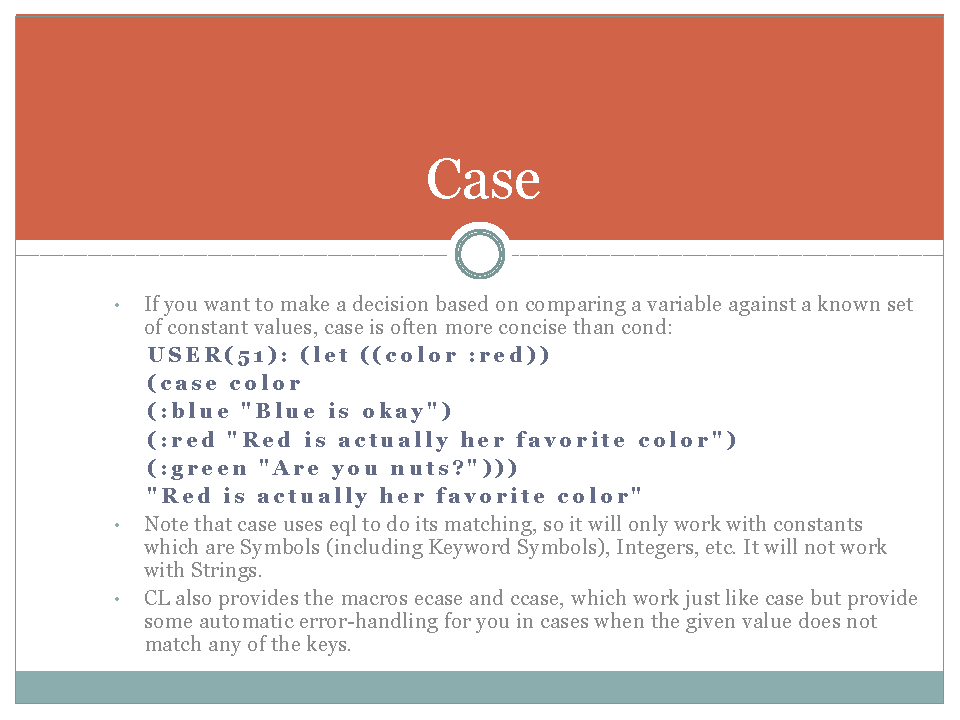 Case
• If you want to make a decision based on comparing a variable against a known set
of constant values, case is often more concise than cond:
USER(51): (let ((color :red))
(case color
(:blue "Blue is okay")
(:red "Red is actually her favorite color")
(:green "Are you nuts?")))
"Red is actually her favorite color"
• Note that case uses eql to do its matching, so it will only work with constants
which are Symbols (including Keyword Symbols), Integers, etc. It will not work
with Strings.
• CL also provides the macros ecase and ccase, which work just like case but provide
some automatic error-handling for you in cases when the given value does not
match any of the keys.